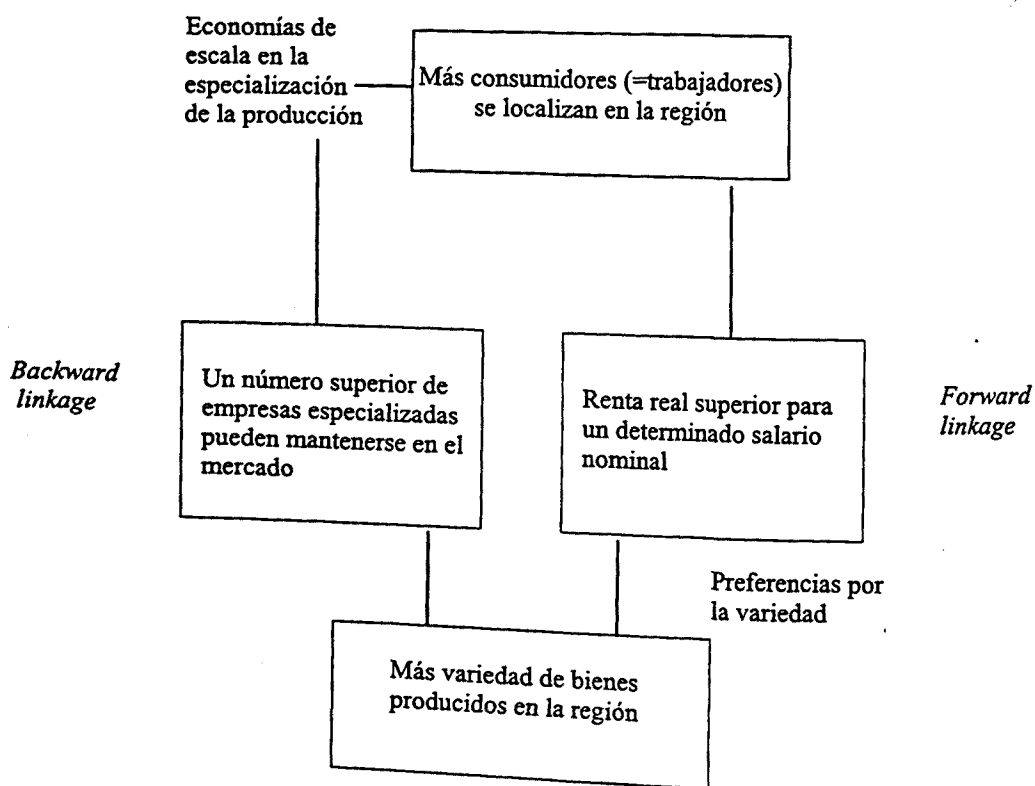 Economías de
escala en la
especialización
de la producción
Más consumidores (=trabajadores)
se localizan en la región
Backward
linkage
Un número superior de
empresas especializadas
pueden mantenerse en el
mercado
Renta real superior para
un determinado salario
nominal
Forward
linkage
Preferencias por
la variedad
Más variedad de bienes
producidos en la región